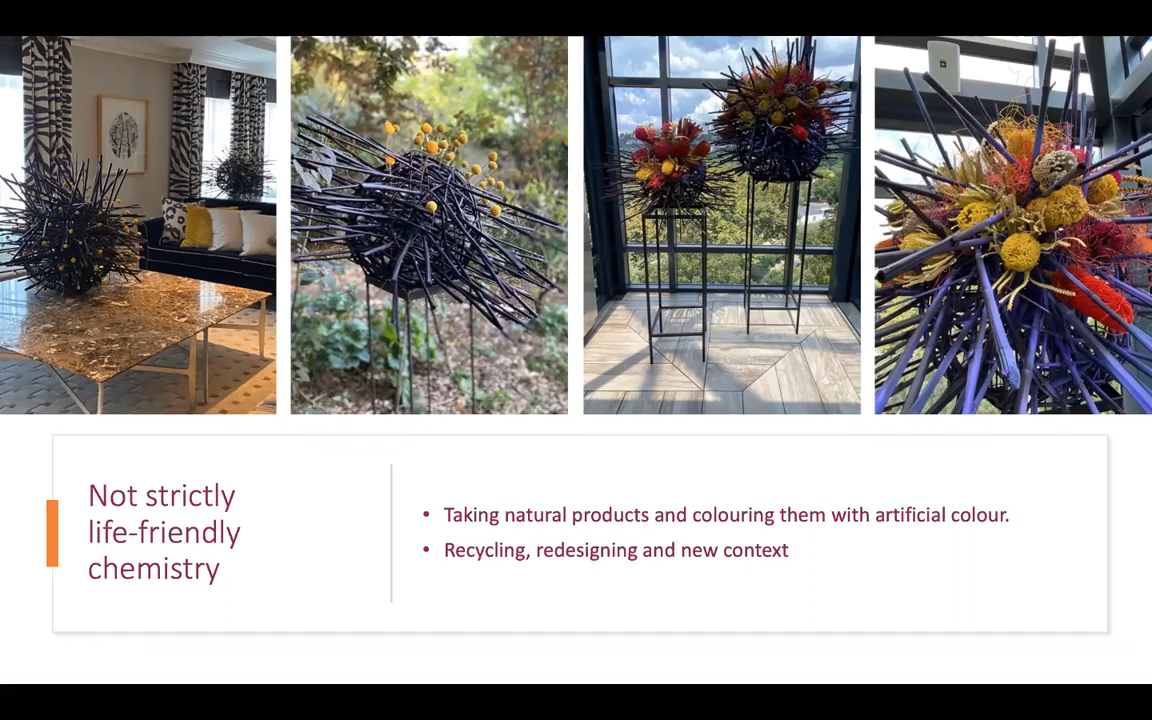 Not strictly
life-friendly
chemistry
• Taking natural products and colouring them with artificial colour.
• Recycling, redesigning and new context